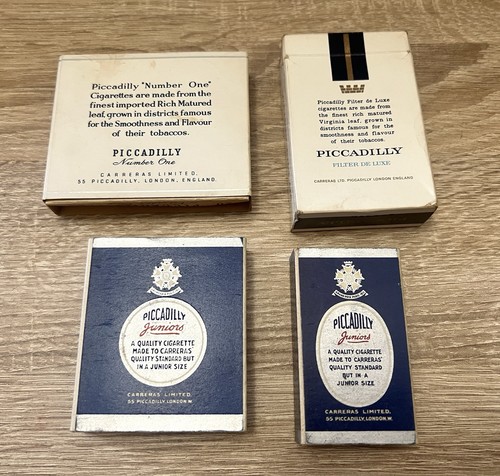 Piccadilly "Number One"
Cigarettes are made from the
finest imported Rich Matured
leaf, grown in districts famous
for the Smoothness and Flavour
of their tobaccos.
PICCADILLY
Number One
CARRERAS LIMITED,
55 PICCADILLY, LONDON, ENGLAND.
Piccadilly Filter de Luxe
cigarettes are made from
the finest rich matured
Virginia leaf, grown in
districts famous for the
smoothness and flavour
of their tobaccos.
PICCADILLY
FILTER DE LUXE
CARRERAS LTD. PICCADILLY LONDON ENGLAND
PICCADILLY
Juniors
A QUALITY CIGARETTE
MADE TO CARRERAS'
QUALITY STANDARD BUT
IN A JUNIOR SIZE
CARRERAS LIMITED.
55 PICCADILLY, LONDON.W.
PICCADILLY
Juniors
A QUALITY CIGARETTE
MADE TO CARRERAS'
QUALITY STANDARD
BUT IN A
JUNIOR SIZE
CARRERAS LIMITED.
55 PICCADILLY, LONDON.W.